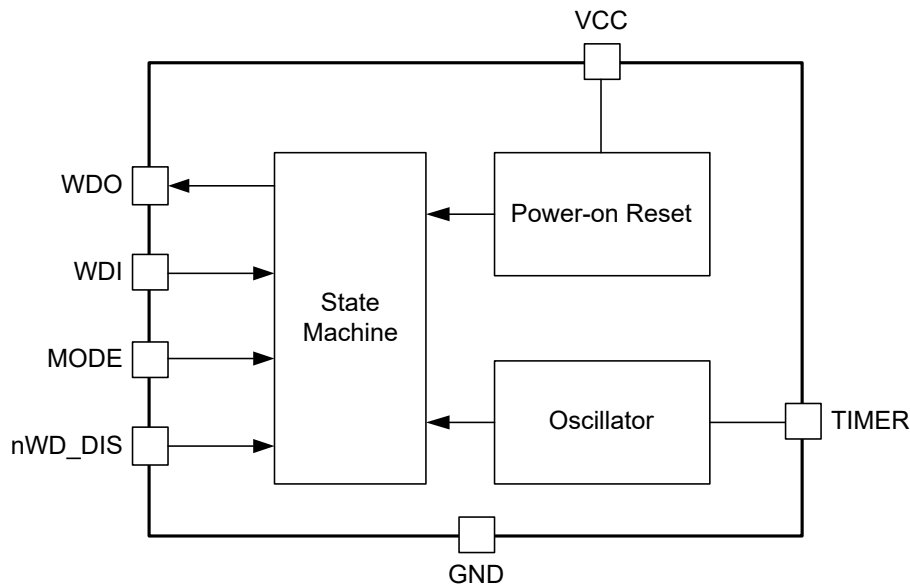 VCC
WDO
Power-on Reset
WDI
State
Machine
MODE
Oscillator
TIMER
nWD_DIS
GND